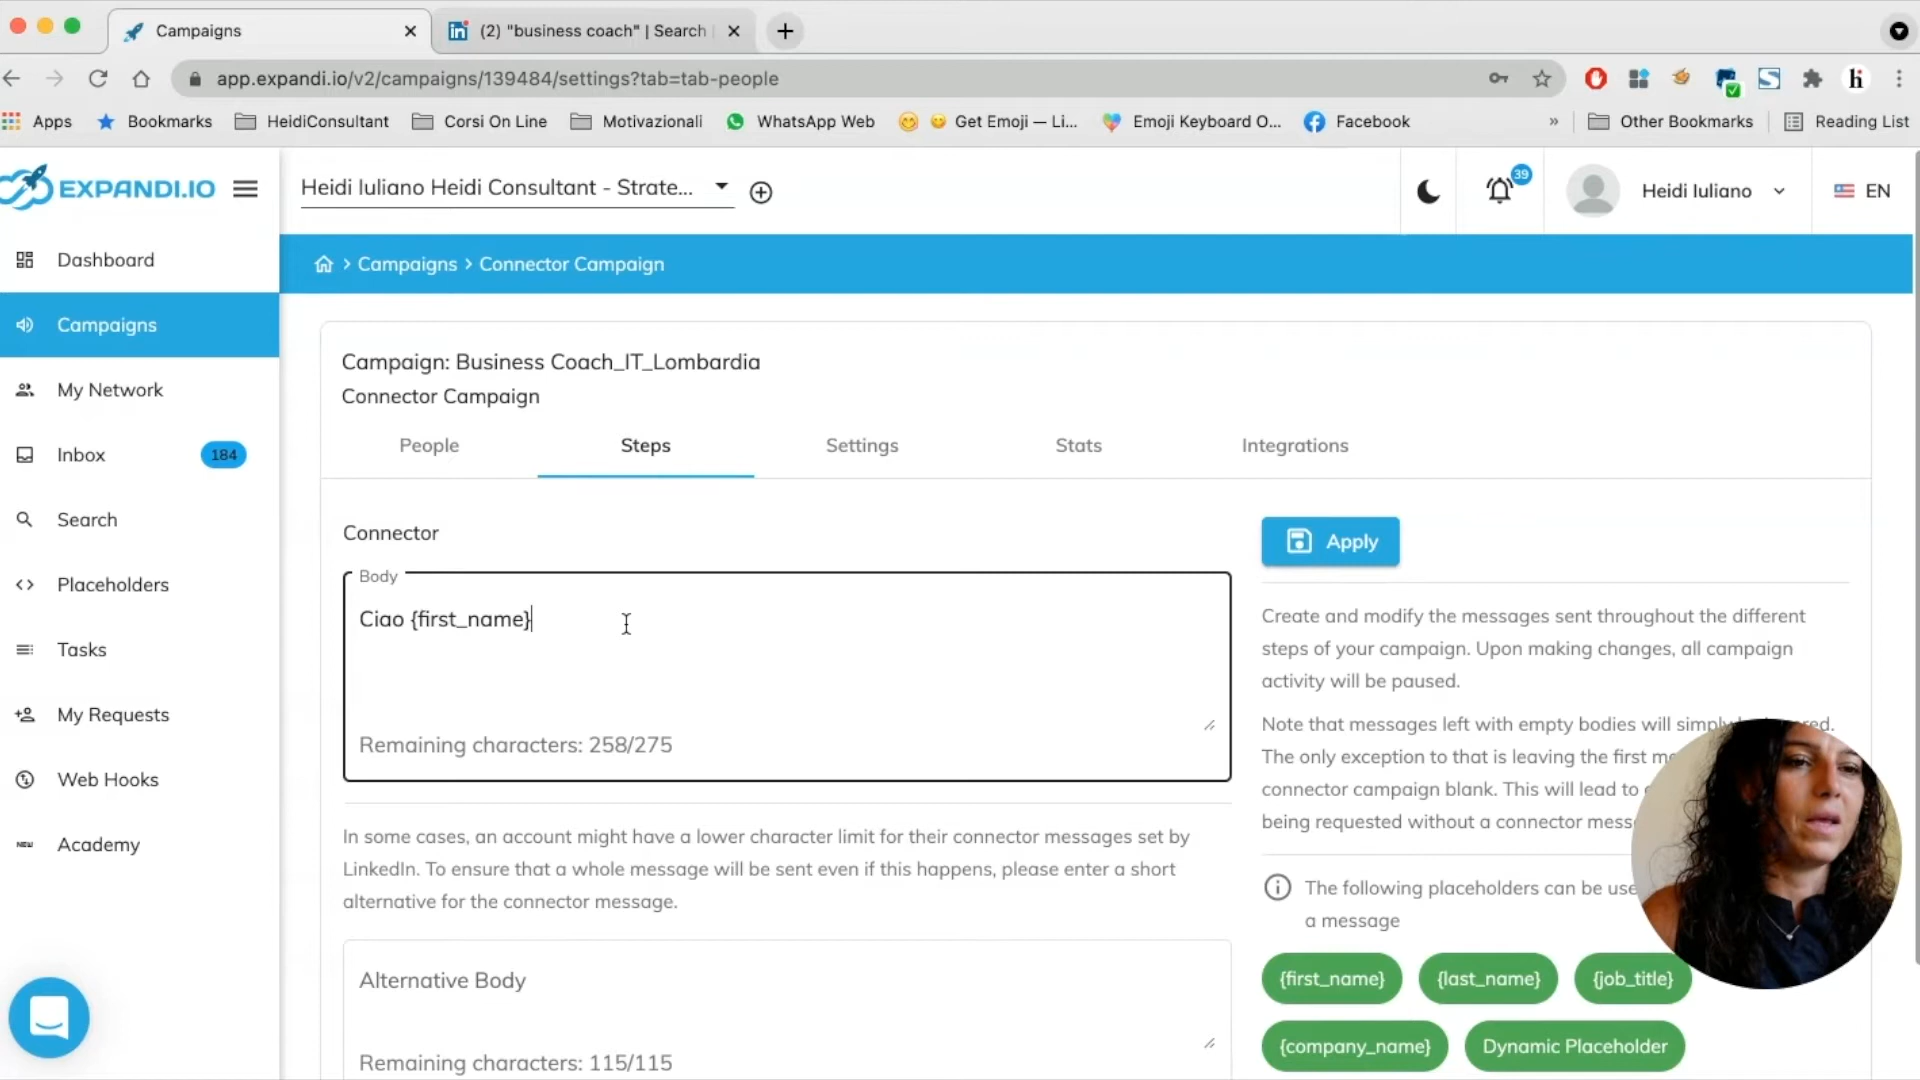 Campaigns
(2) "business coach" | Search
app.expandi.io/v2/campaigns/139484/settings?tab=tab-people
Apps
Bookmarks
HeidiConsultant
Corsi On Line
Motivazionali
WhatsApp Web
Get Emoji — Li...
Emoji Keyboard O...
Facebook
»
Other Bookmarks
Reading List
EXPANDI.IO
Heidi Iuliano Heidi Consultant - Strate...
39
Heidi Iuliano
EN
Dashboard
Campaigns
My Network
Inbox
184
Search
Placeholders
Tasks
My Requests
Web Hooks
NEW
Academy
> Campaigns > Connector Campaign
Campaign: Business Coach_IT_Lombardia
Connector Campaign
People
Steps
Settings
Stats
Integrations
Connector
Body
Ciao {first_name}
Remaining characters: 258/275
In some cases, an account might have a lower character limit for their connector messages set by
LinkedIn. To ensure that a whole message will be sent even if this happens, please enter a short
alternative for the connector message.
Alternative Body
Remaining characters: 115/115
Apply
Create and modify the messages sent throughout the different
steps of your campaign. Upon making changes, all campaign
activity will be paused.
Note that messages left with empty bodies will simply
The only exception to that is leaving the first
connector campaign blank. This will lead to
being requested without a connector
The following placeholders can be
a message
{first_name}
{last_name}
{job_title}
{company_name}
Dynamic Placeholder